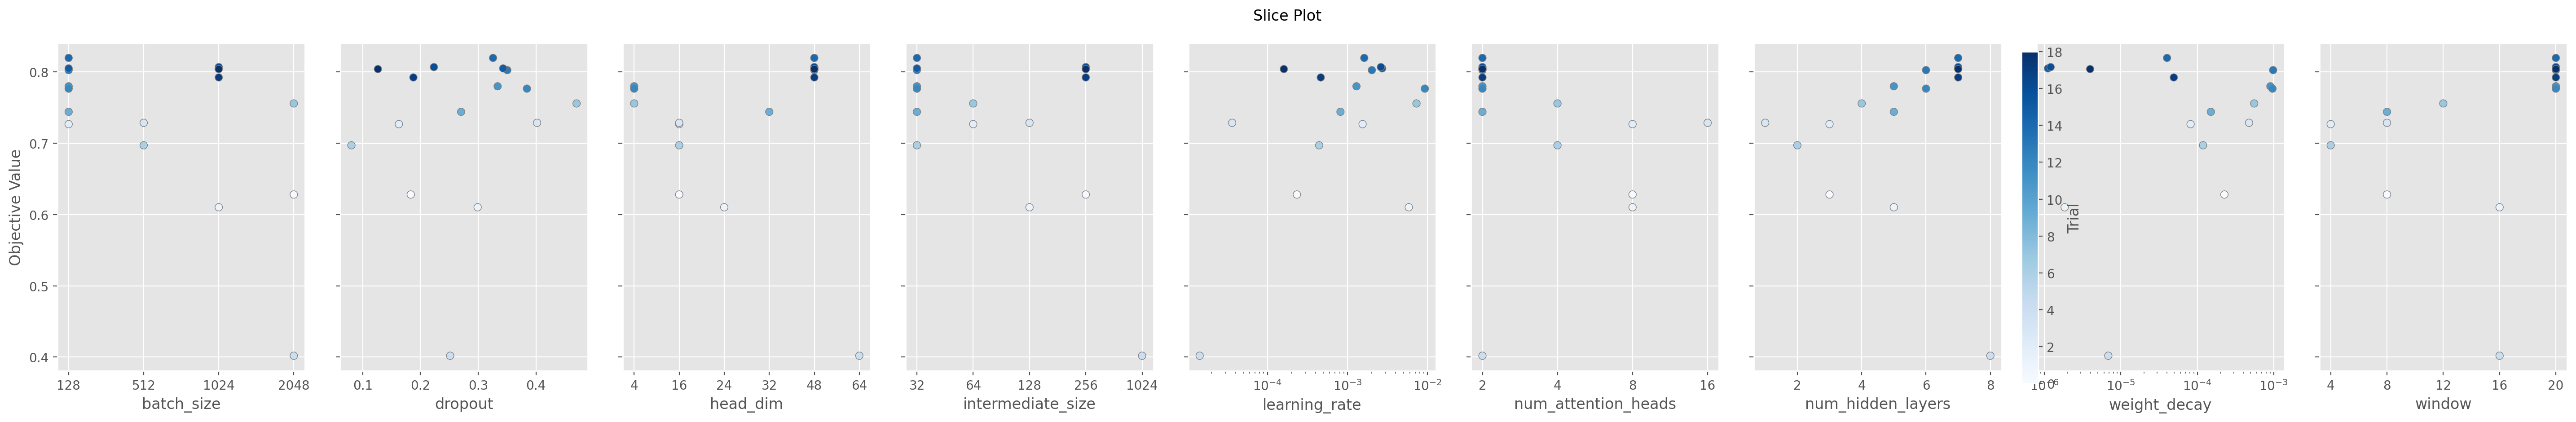 Slice Plot
Objective Value
0.8
0.7
0.6
0.5
0.4
128 512 1024 2048
batch_size
0.1 0.2 0.3 0.4
dropout
4 16 24 32 48 64
head_dim
32 64 128 256 1024
intermediate_size
10⁻⁴ 10⁻³ 10⁻²
learning_rate
2 4 8 16
num_attention_heads
2 4 6 8
num_hidden_layers
18
16
14
12
10
8
6
4
2
0
Trial
10⁻⁶ 10⁻⁵ 10⁻⁴ 10⁻³
weight_decay
4 8 12 16 20
window